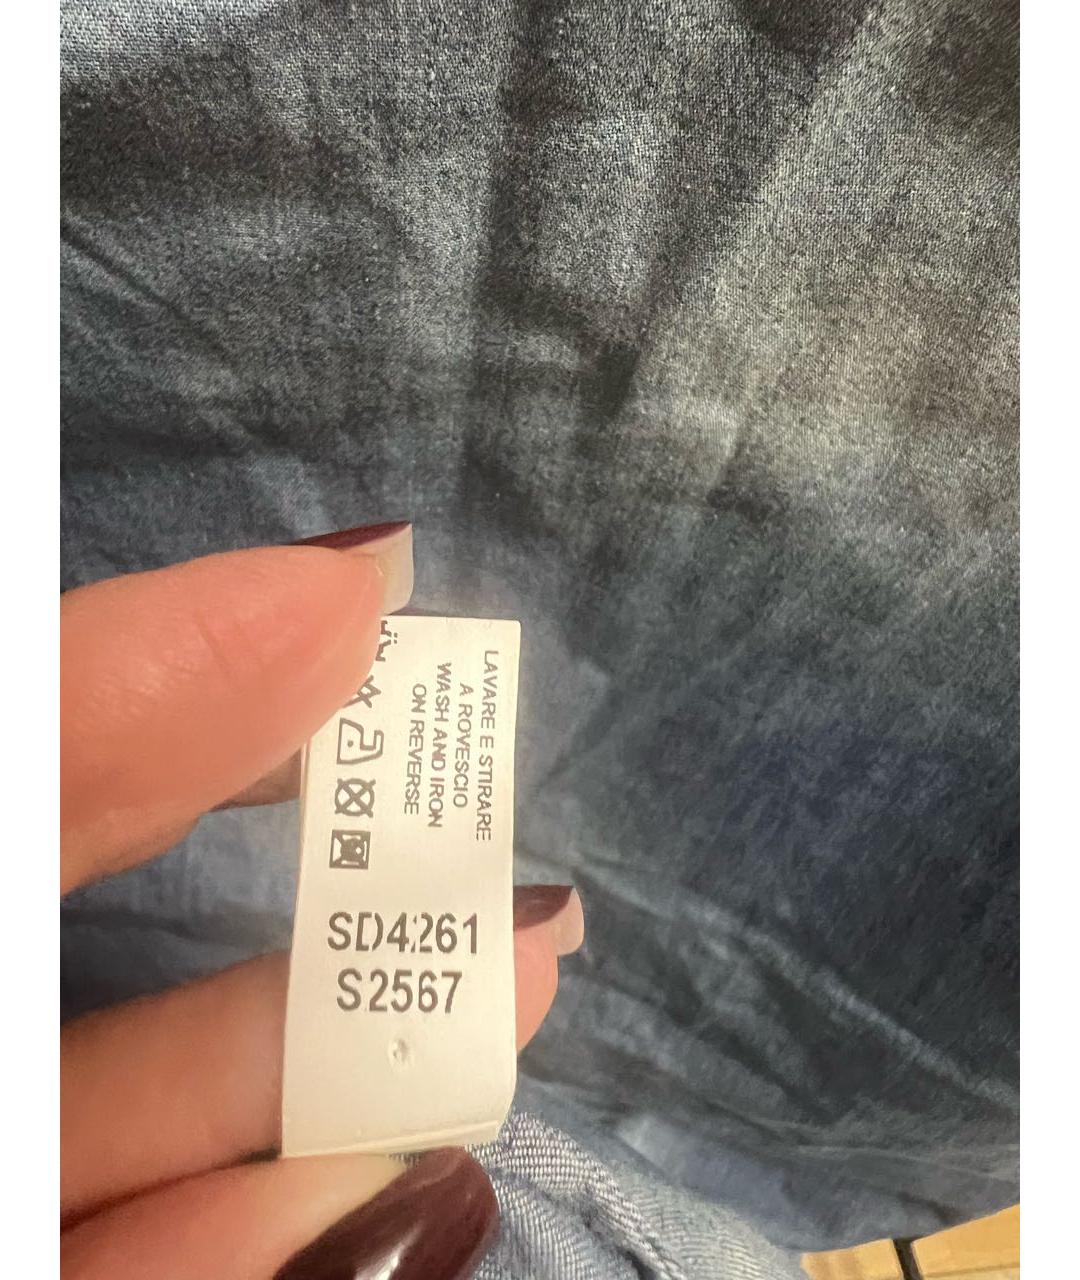 LAVARE E STIRARE
A ROVESCIO
WASH AND IRON
ON REVERSE
SD4261
S2567